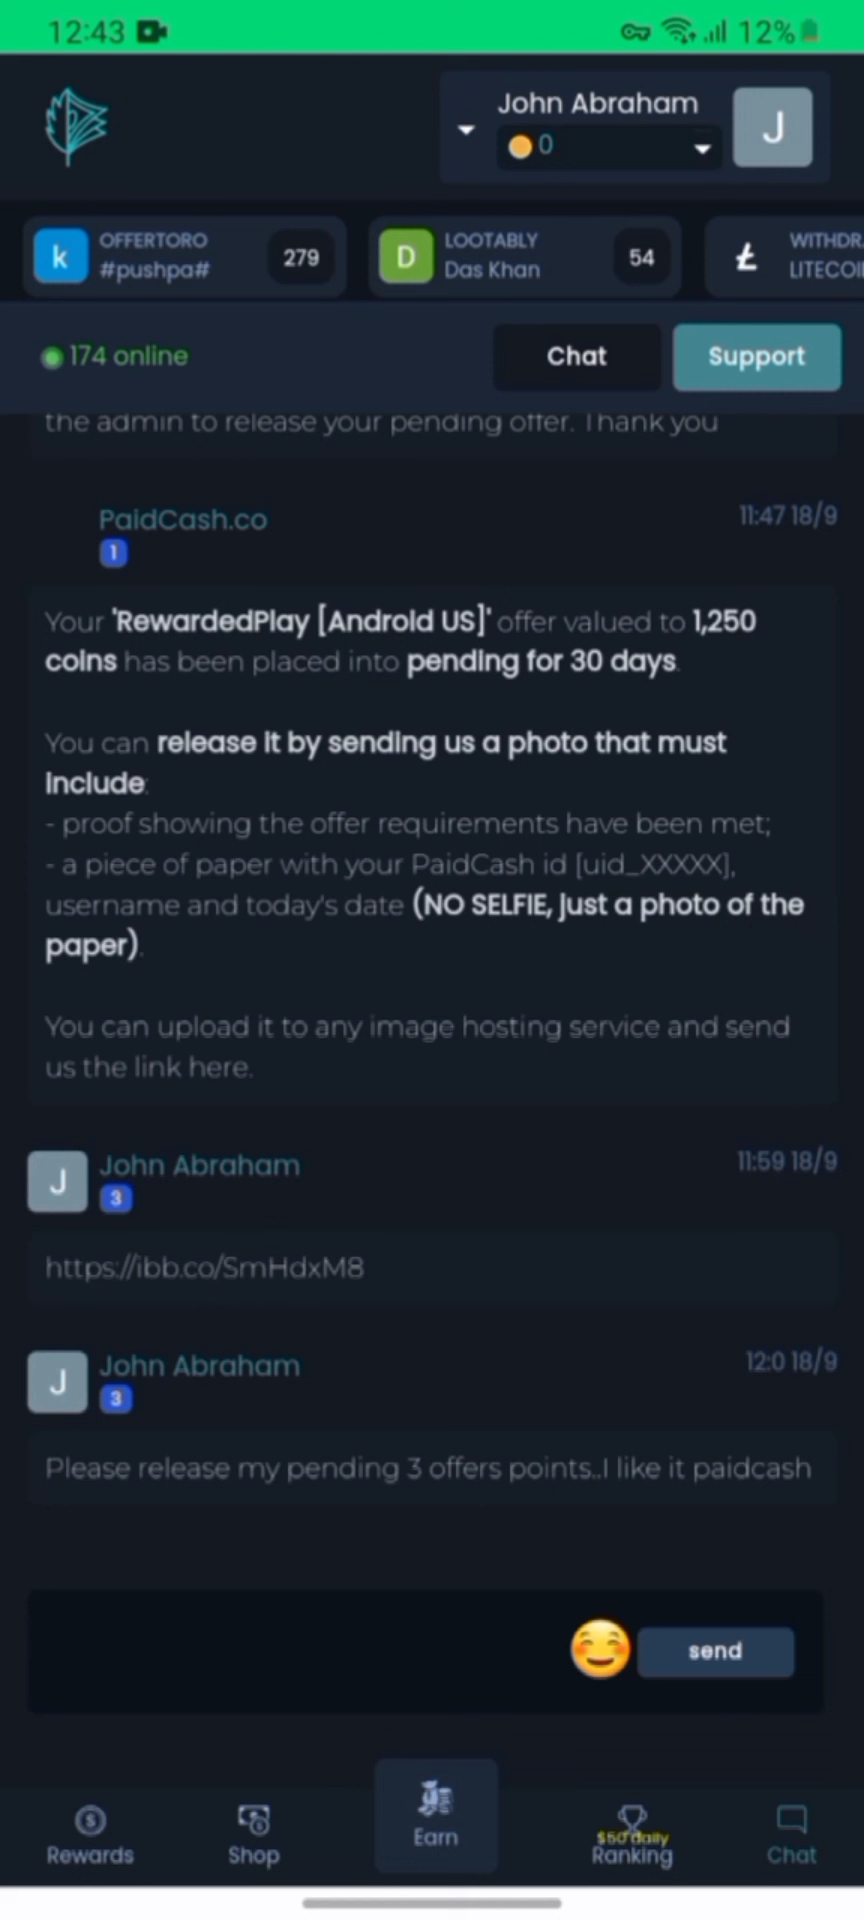 12:43 12%
John Abraham
0
J
k OFFERTORO 279 D LOOTABLY 54 WITHDR
#pushpa# Das Khan LITECOI
174 online Chat Support
the admin to release your pending offer. Thank you
PaidCash.co 11:47 18/9
1
Your 'RewardedPlay [Android US]' offer valued to 1,250
coins has been placed into pending for 30 days.
You can release it by sending us a photo that must
include:
- proof showing the offer requirements have been met;
- a piece of paper with your PaidCash id [uid_XXXXX],
username and today's date (NO SELFIE, just a photo of the
paper).
You can upload it to any image hosting service and send
us the link here.
J John Abraham 11:59 18/9
3
https://ibb.co/SmHdxM8
J John Abraham 12:0 18/9
3
Please release my pending 3 offers points..I like it paidcash
send
$50 daily
Rewards Shop Earn Ranking Chat